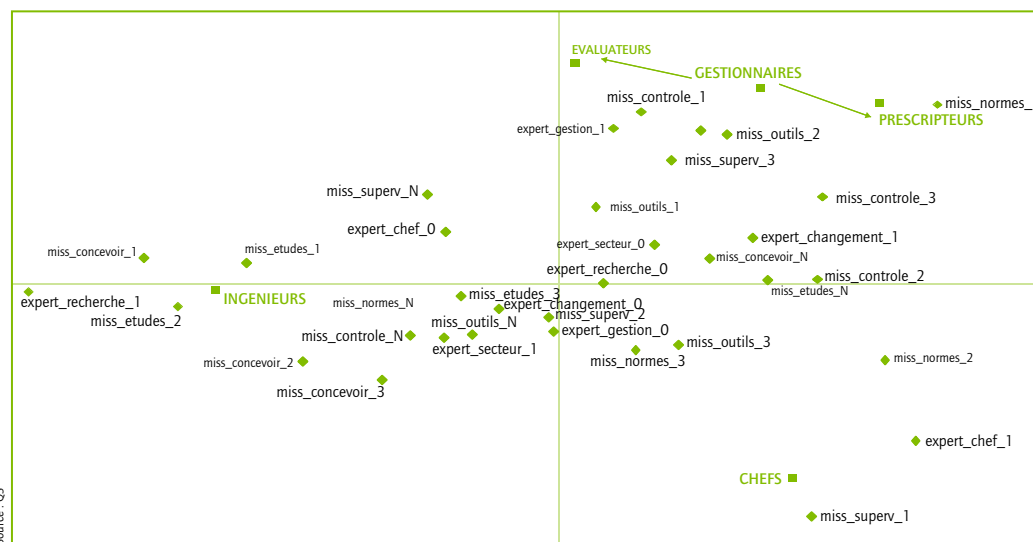 EVALUATEURS
GESTIONNAIRES
miss_controle_1
miss_normes_
PRESCRIPTEURS
expert_gestion_1
miss_outils_2
miss_superv_3
miss_superv_N
miss_controle_3
miss_outils_1
expert_chef_0
expert_secteur_0
expert_changement_1
miss_concevoir_1
miss_etudes_1
miss_concevoir_N
expert_recherche_0
miss_controle_2
miss_etudes_N
expert_recherche_1
INGENIEURS
miss_normes_N
miss_etudes_3
expert_changement_0
miss_etudes_2
miss_superv_2
miss_outils_N
expert_gestion_0
miss_controle_N
expert_secteur_1
miss_outils_3
miss_normes_3
miss_normes_2
miss_concevoir_2
miss_concevoir_3
expert_chef_1
CHEFS
miss_superv_1